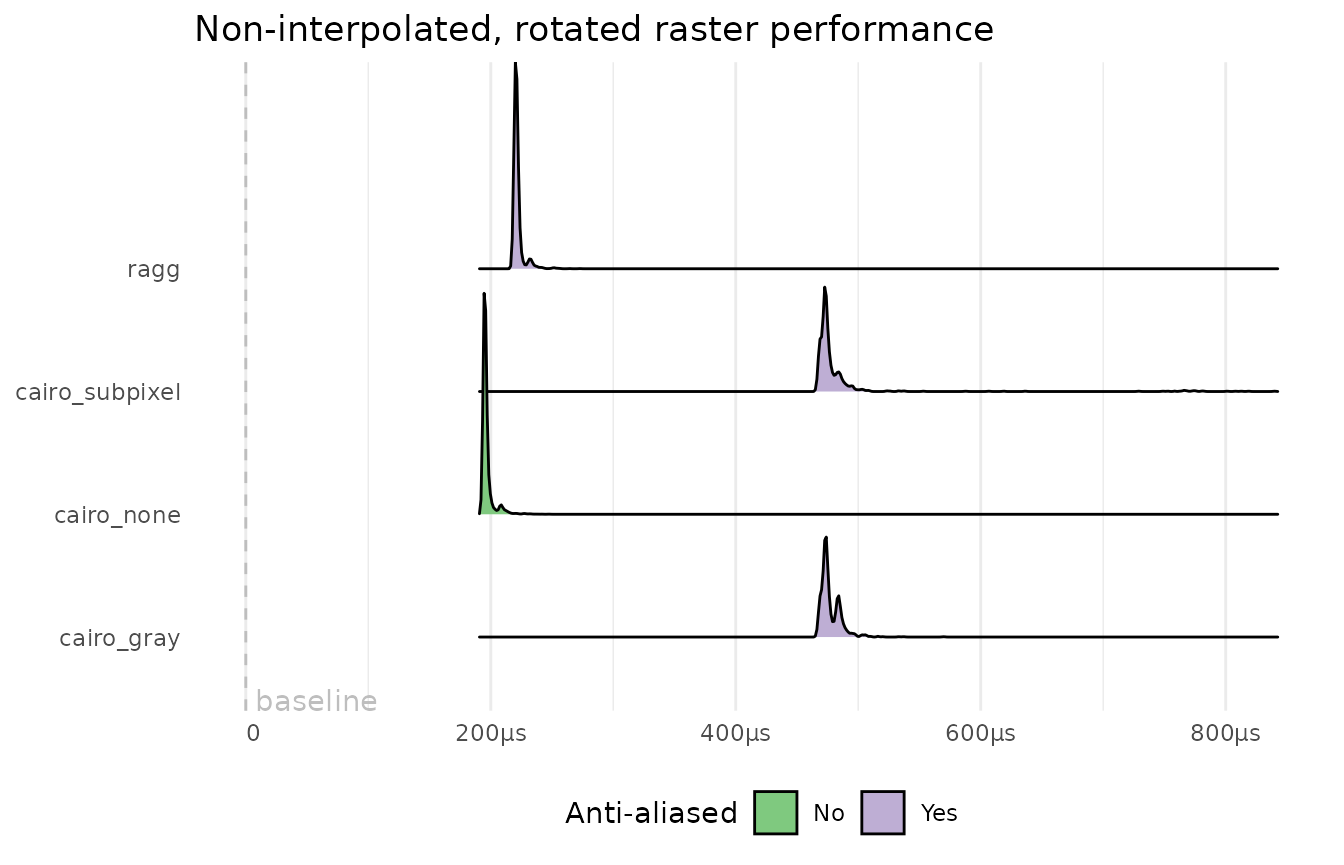 Non-interpolated, rotated raster performance
ragg
cairo_subpixel
cairo_none
cairo_gray
baseline
0 200µs 400µs 600µs 800µs
Anti-aliased No Yes